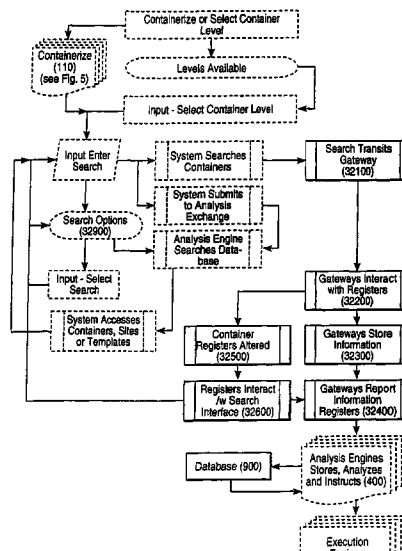 Containerize or Select Container
Level
Containerize
(110)
(see Fig. 5)
Levels Available
Input - Select Container Level
Input Enter
Search
System Searches
Containers
Search Transits
Gateway
(32100)
System Submits
to Analysis
Exchange
Search Options
(32900)
Analysis Engine
Searches Data-
base
Input - Select
Search
Gateways Interact
with Registers
(32200)
System Accesses
Containers, Sites
or Templates
Container
Registers Altered
(32500)
Gateways Store
Information
(32300)
Registers Interact
/w Search
Interface (32600)
Gateways Report
Information
Registers (32400)
Database (900)
Analysis Engines
Stores, Analyzes
and Instructs (400)
Execution